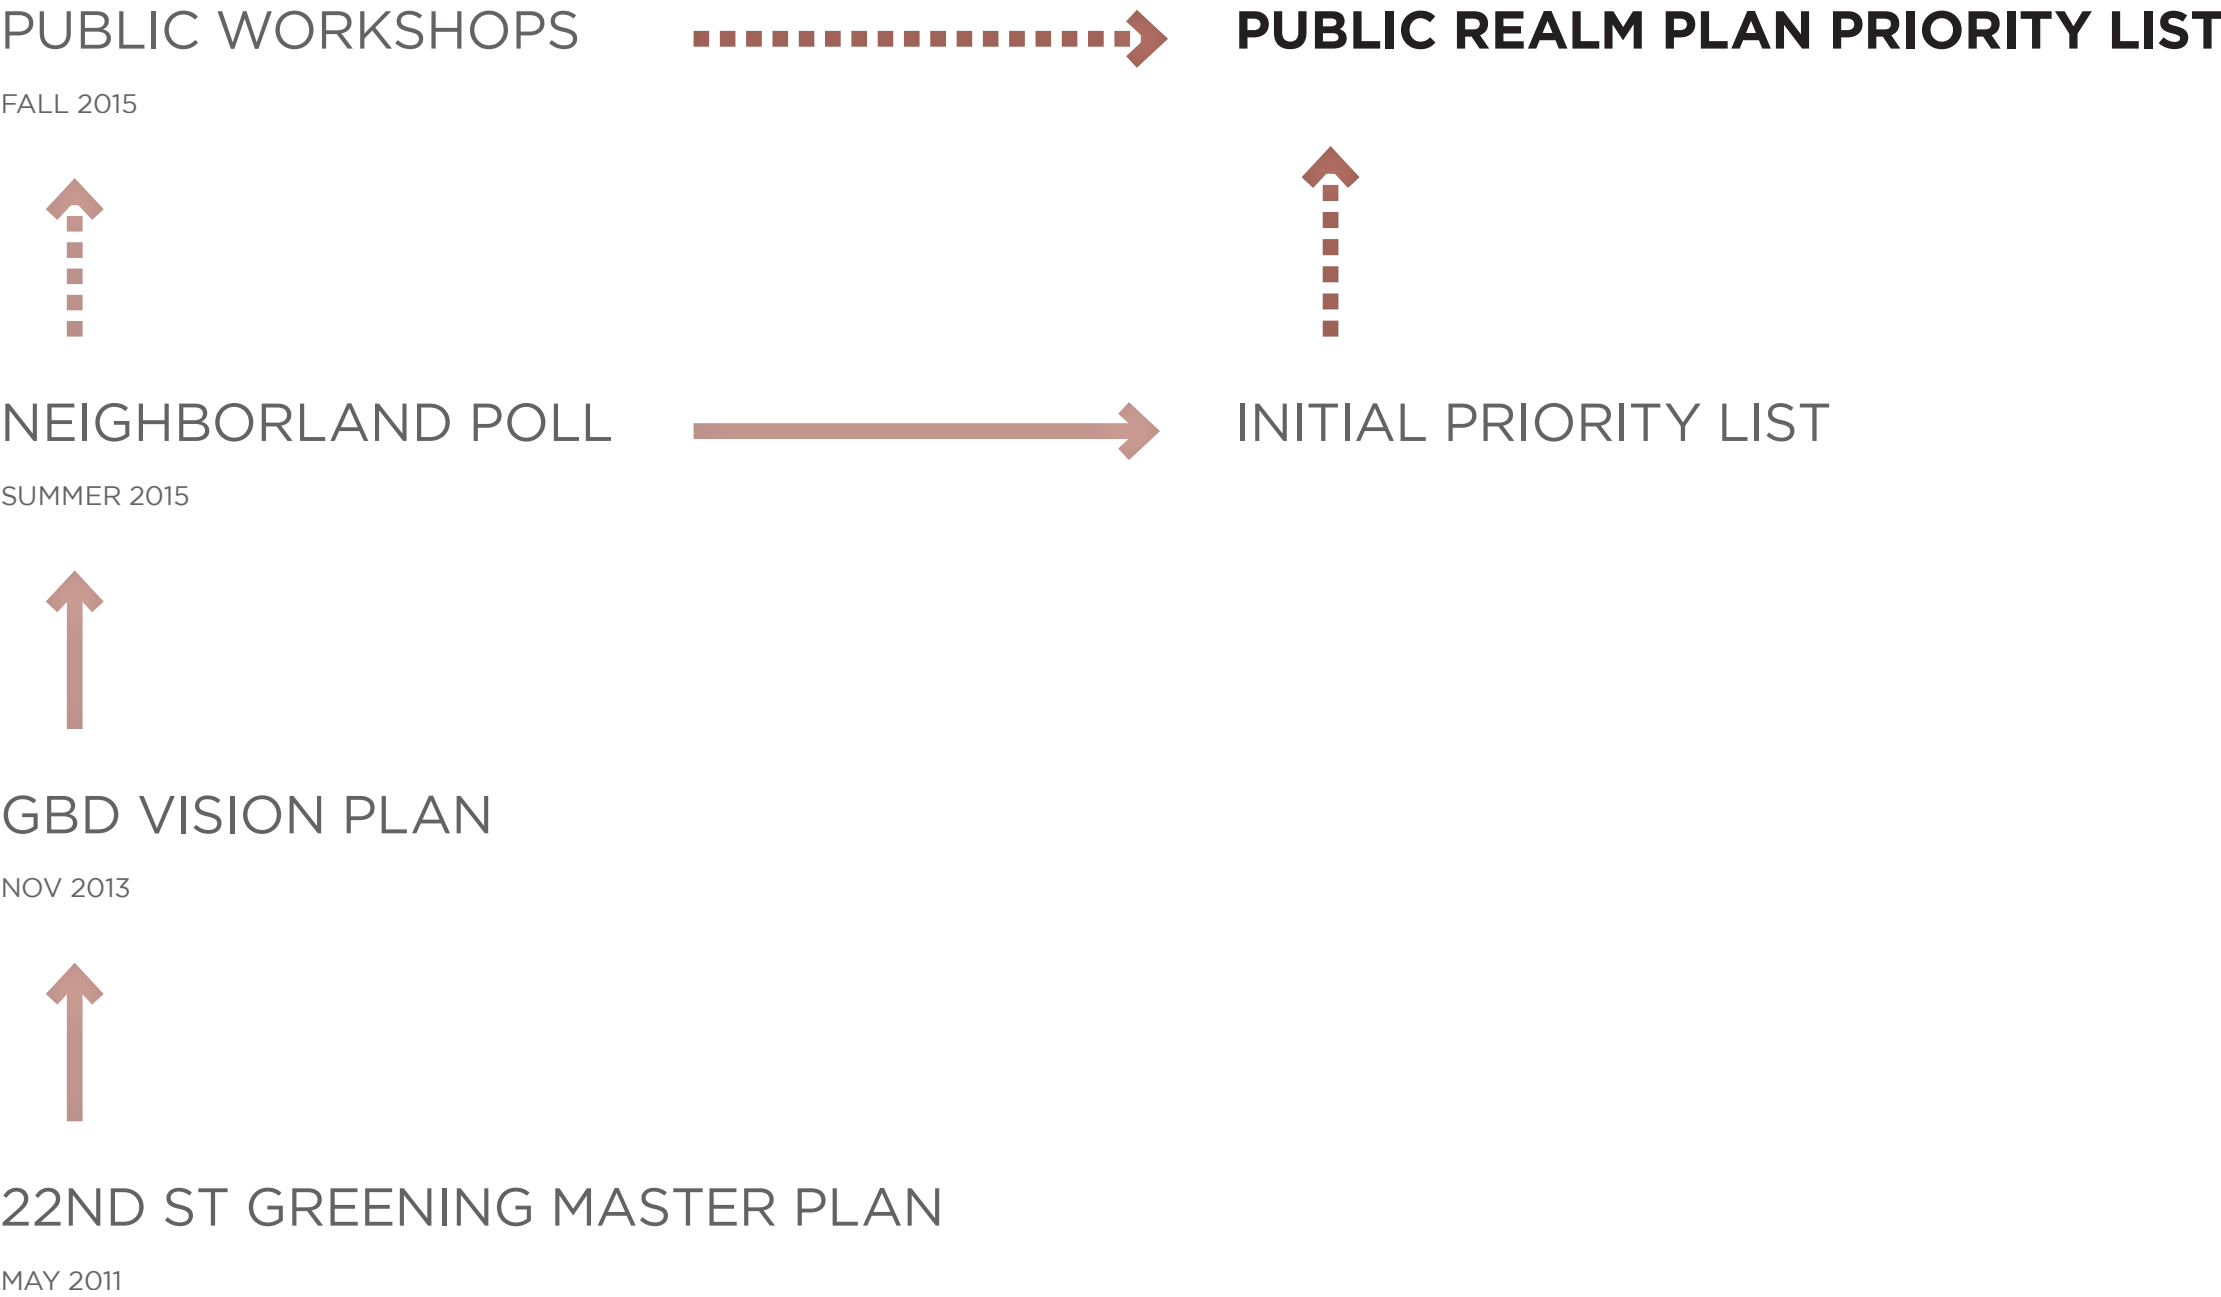 PUBLIC WORKSHOPS
PUBLIC REALM PLAN PRIORITY LIST
FALL 2015
NEIGHBORLAND POLL
INITIAL PRIORITY LIST
SUMMER 2015
GBD VISION PLAN
NOV 2013
22ND ST GREENING MASTER PLAN
MAY 2011